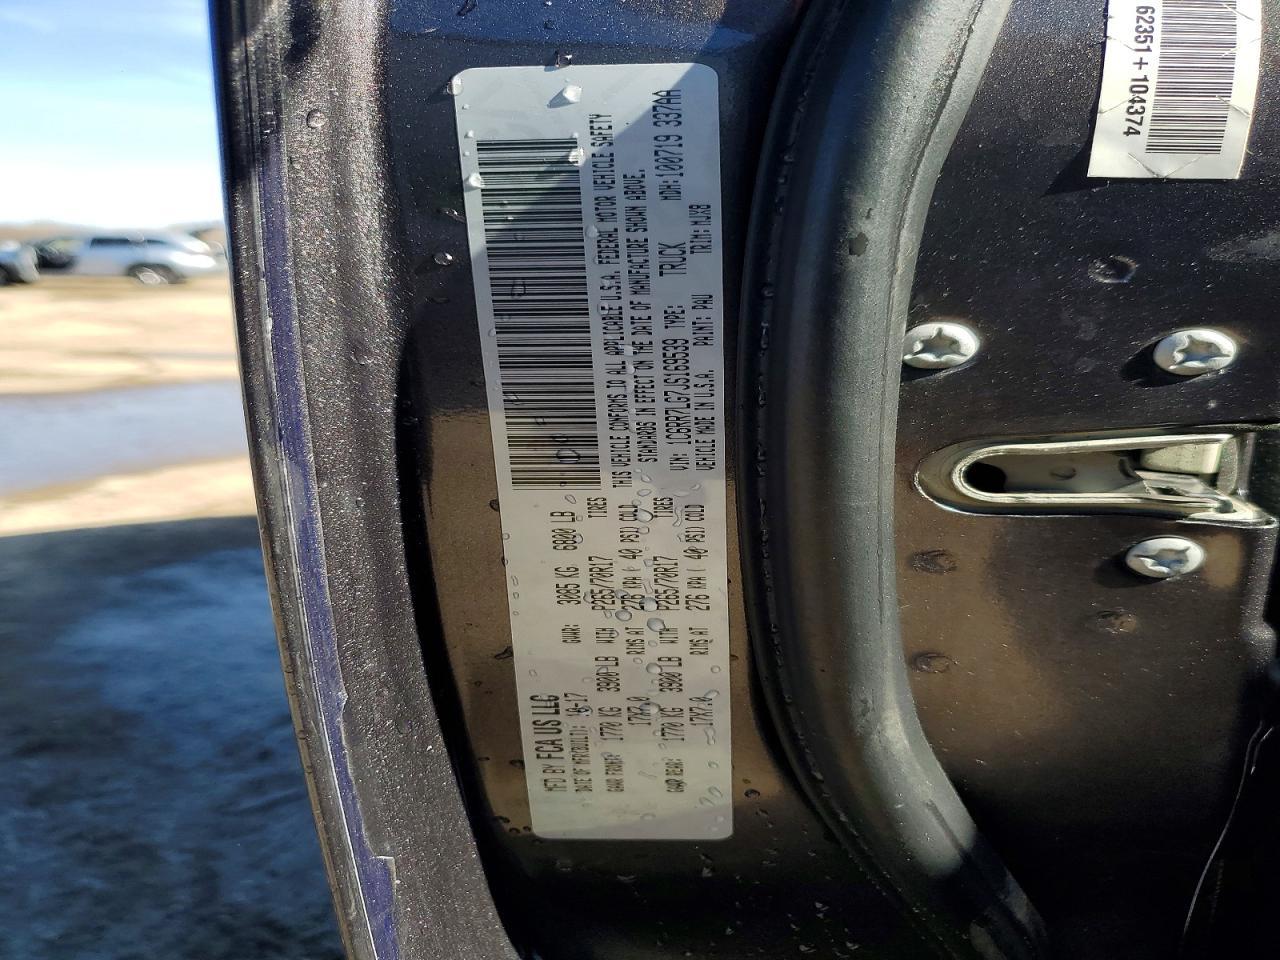 MFD BY FCA US LLC
DATE OF MFR(BUILT): 10-17 GVWR: 3085 KG 6800 LB
GAWR FRONT: 1770 KG 3900 LB WITH P265/70R17 TIRES
17X7.0 RIMS AT 276 KPA ( 40 PSI) COLD
GAWR REAR: 1770 KG 3900 LB WITH P265/70R17 TIRES
17X7.0 RIMS AT 276 KPA ( 40 PSI) COLD
THIS VEHICLE CONFORMS TO ALL APPLICABLE U.S.A. FEDERAL MOTOR VEHICLE SAFETY
STANDARDS IN EFFECT ON THE DATE OF MANUFACTURE SHOWN ABOVE.
VIN: 1C6RR7LG7JS169539 TYPE: TRUCK MDH:100719 337AA
VEHICLE MADE IN U.S.A. PAINT: PAU TRIM:MJX8
62351+104374